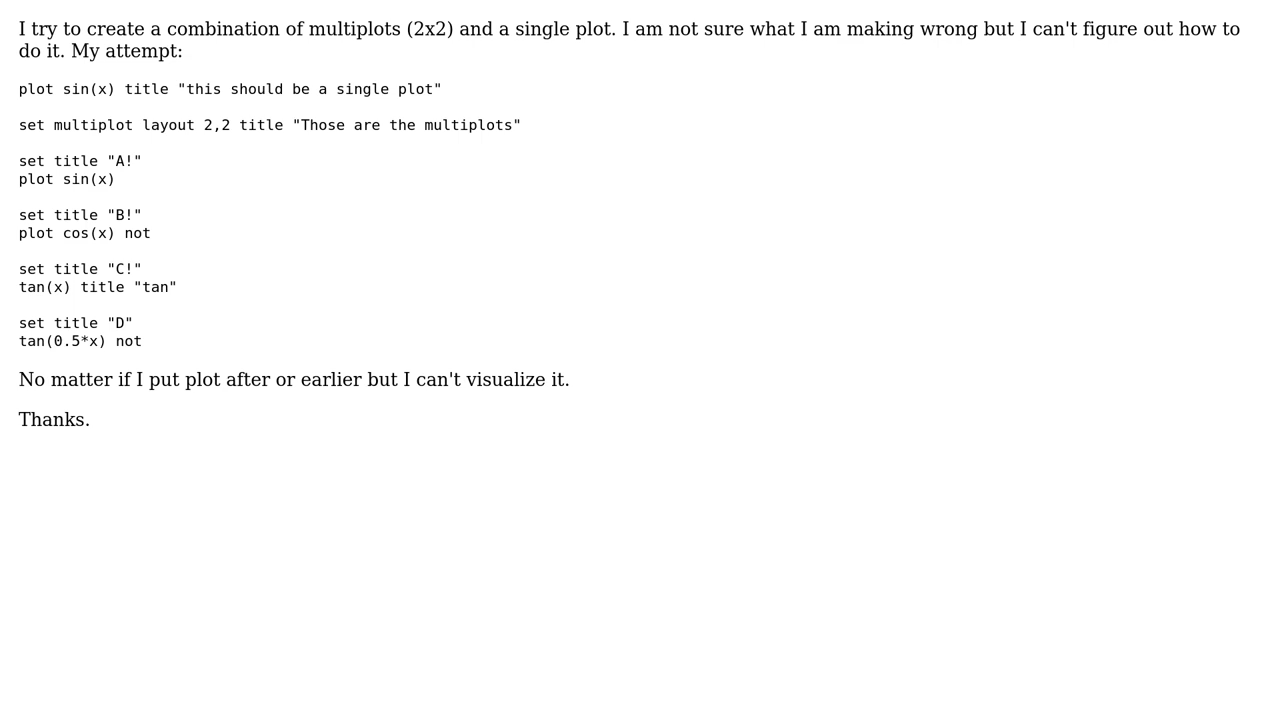 I try to create a combination of multiplots (2x2) and a single plot. I am not sure what I am making wrong but I can't figure out how to
do it. My attempt:
plot sin(x) title "this should be a single plot"
set multiplot layout 2,2 title "Those are the multiplots"
set title "A!"
plot sin(x)
set title "B!"
plot cos(x) not
set title "C!"
tan(x) title "tan"
set title "D"
tan(0.5*x) not
No matter if I put plot after or earlier but I can't visualize it.
Thanks.